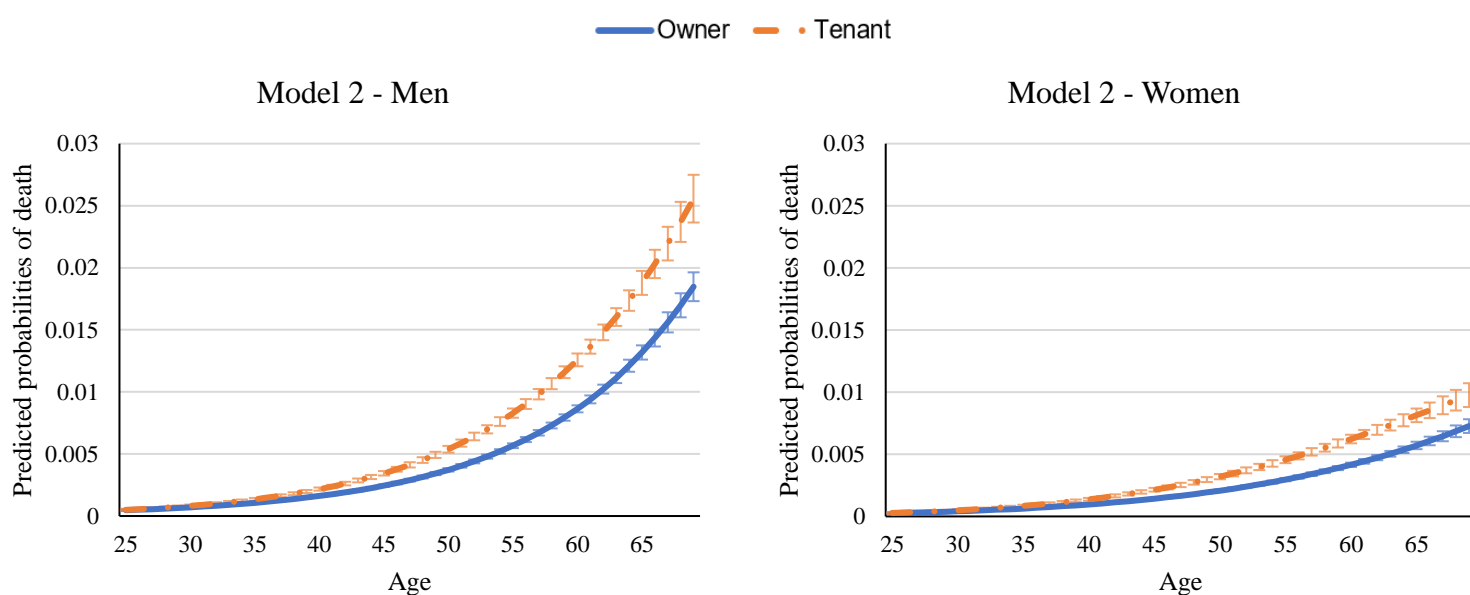 Owner Tenant
Model 2 - Men
Predicted probabilities of death
0.03
0.025
0.02
0.015
0.01
0.005
0
25 30 35 40 45 50 55 60 65
Age
Model 2 - Women
Predicted probabilities of death
0.03
0.025
0.02
0.015
0.01
0.005
0
25 30 35 40 45 50 55 60 65
Age